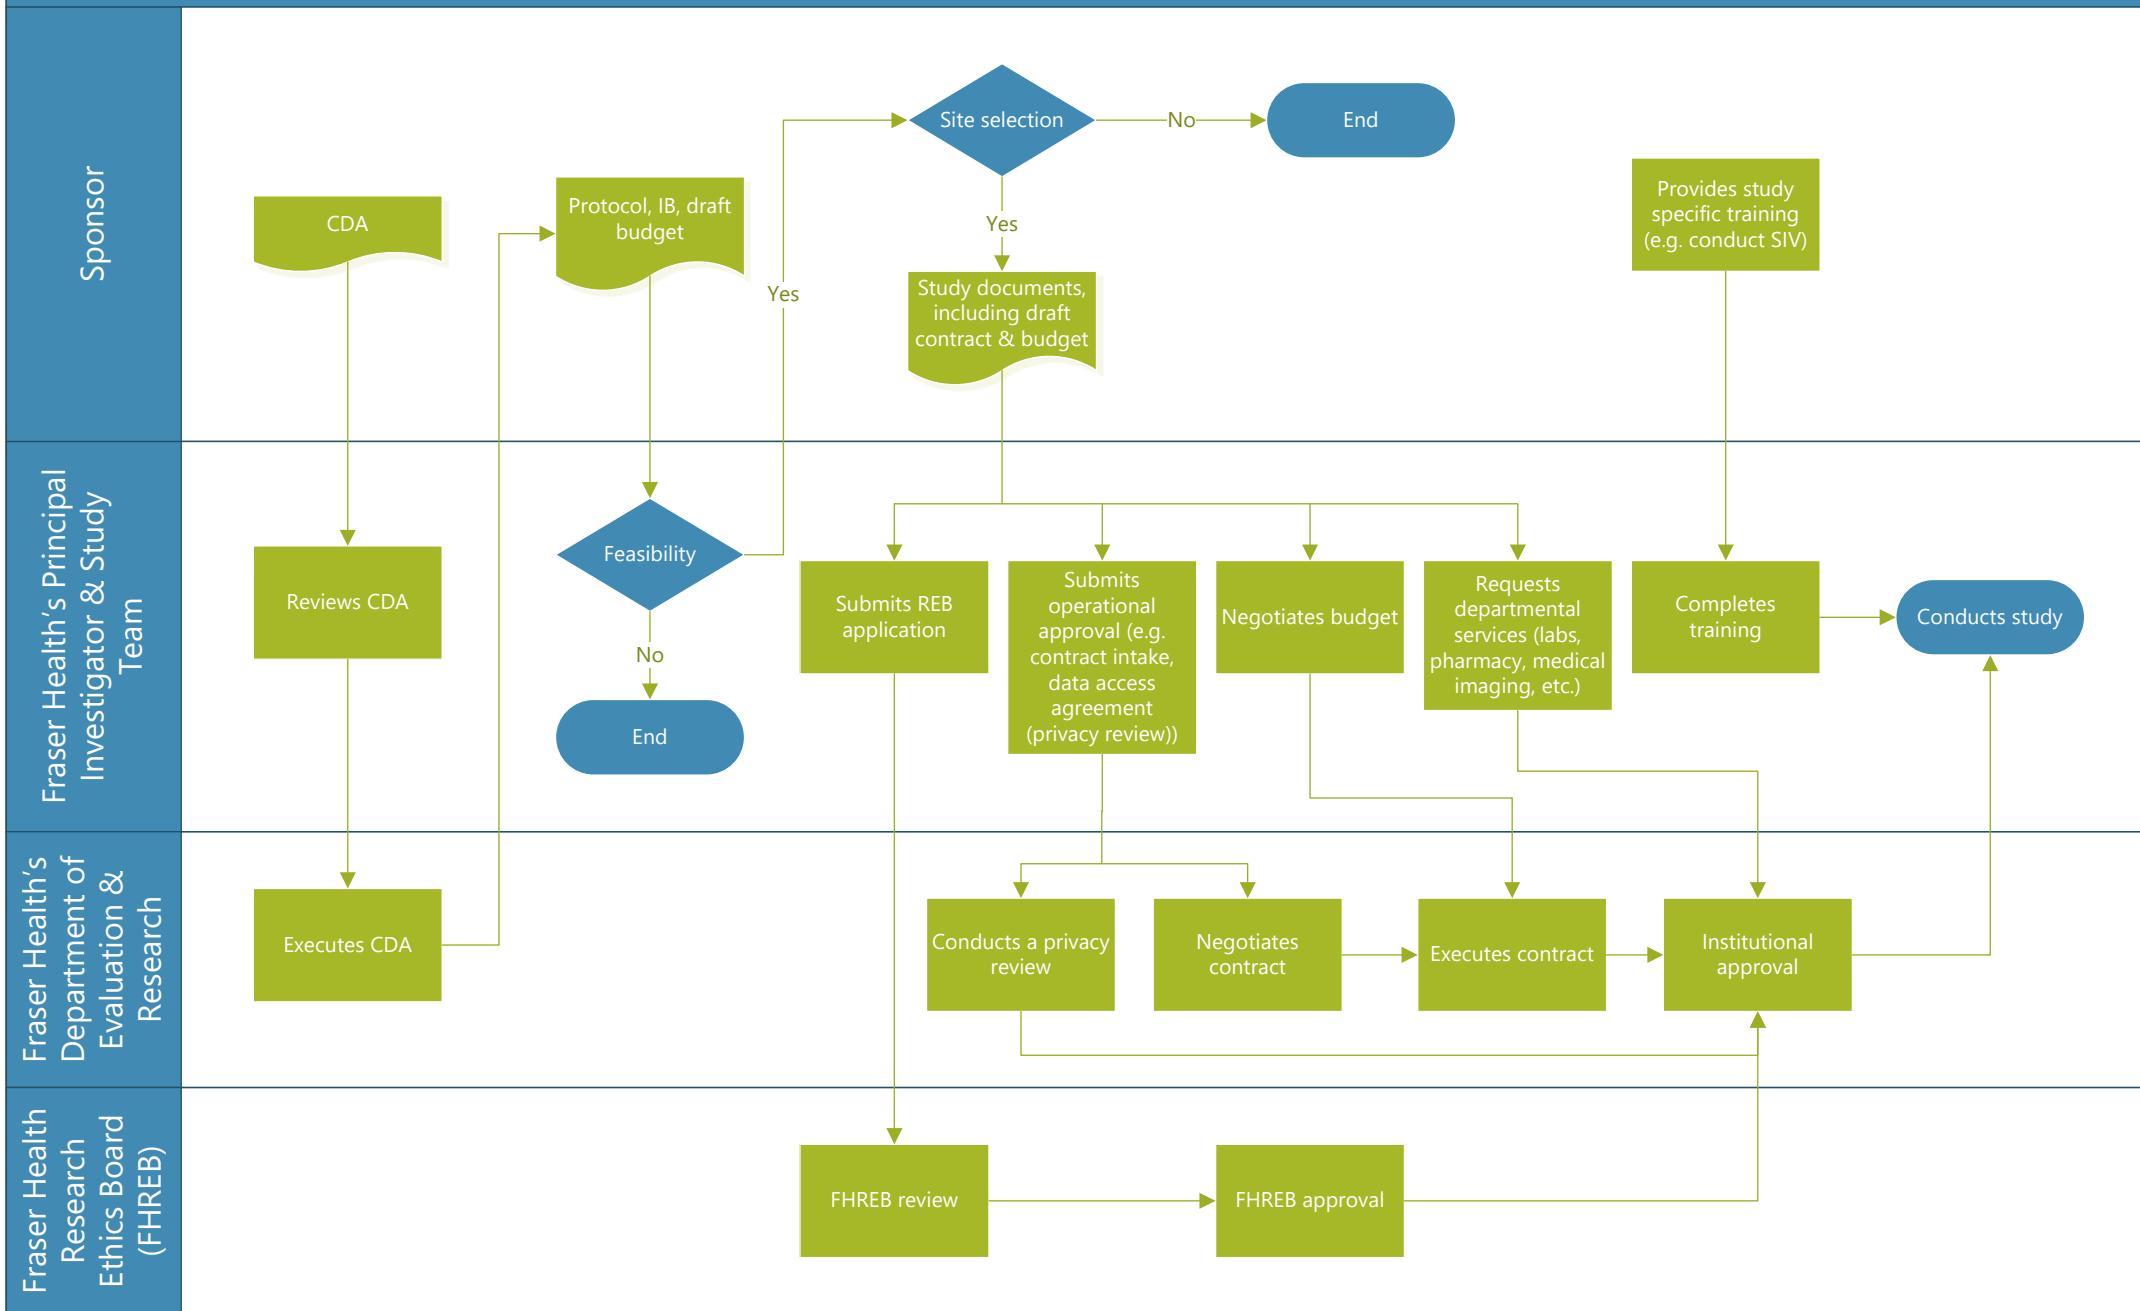 Sponsor
CDA
Protocol, IB, draft
budget
Yes
Site selection
No
End
Yes
Study documents,
including draft
contract & budget
Provides study
specific training
(e.g. conduct SIV)
Fraser Health’s Principal
Investigator & Study
Team
Reviews CDA
Feasibility
No
End
Submits REB
application
Submits
operational
approval (e.g.
contract intake,
data access
agreement
(privacy review))
Negotiates budget
Requests
departmental
services (labs,
pharmacy, medical
imaging, etc.)
Completes
training
Conducts study
Fraser Health’s
Department of
Evaluation &
Research
Executes CDA
Conducts a privacy
review
Negotiates
contract
Executes contract
Institutional
approval
Fraser Health
Research
Ethics Board
(FHREB)
FHREB review
FHREB approval